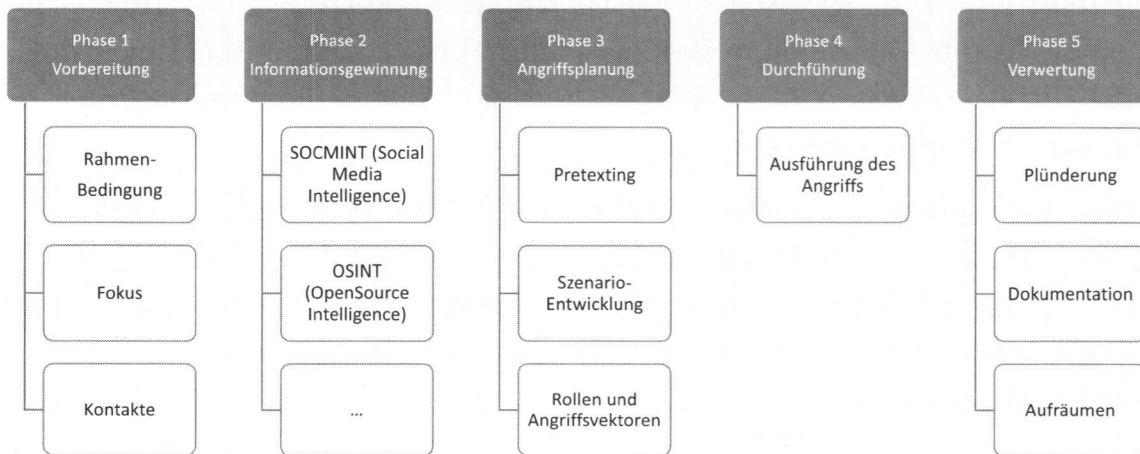 Phase 1
Vorbereitung
Rahmen-
Bedingung
Fokus
Kontakte
Phase 2
Informationsgewinnung
SOCMINT (Social
Media
Intelligence)
OSINT
(OpenSource
Intelligence)
...
Phase 3
Angriffsplanung
Pretexting
Szenario-
Entwicklung
Rollen und
Angriffsvektoren
Phase 4
Durchführung
Ausführung des
Angriffs
Phase 5
Verwertung
Plünderung
Dokumentation
Aufräumen